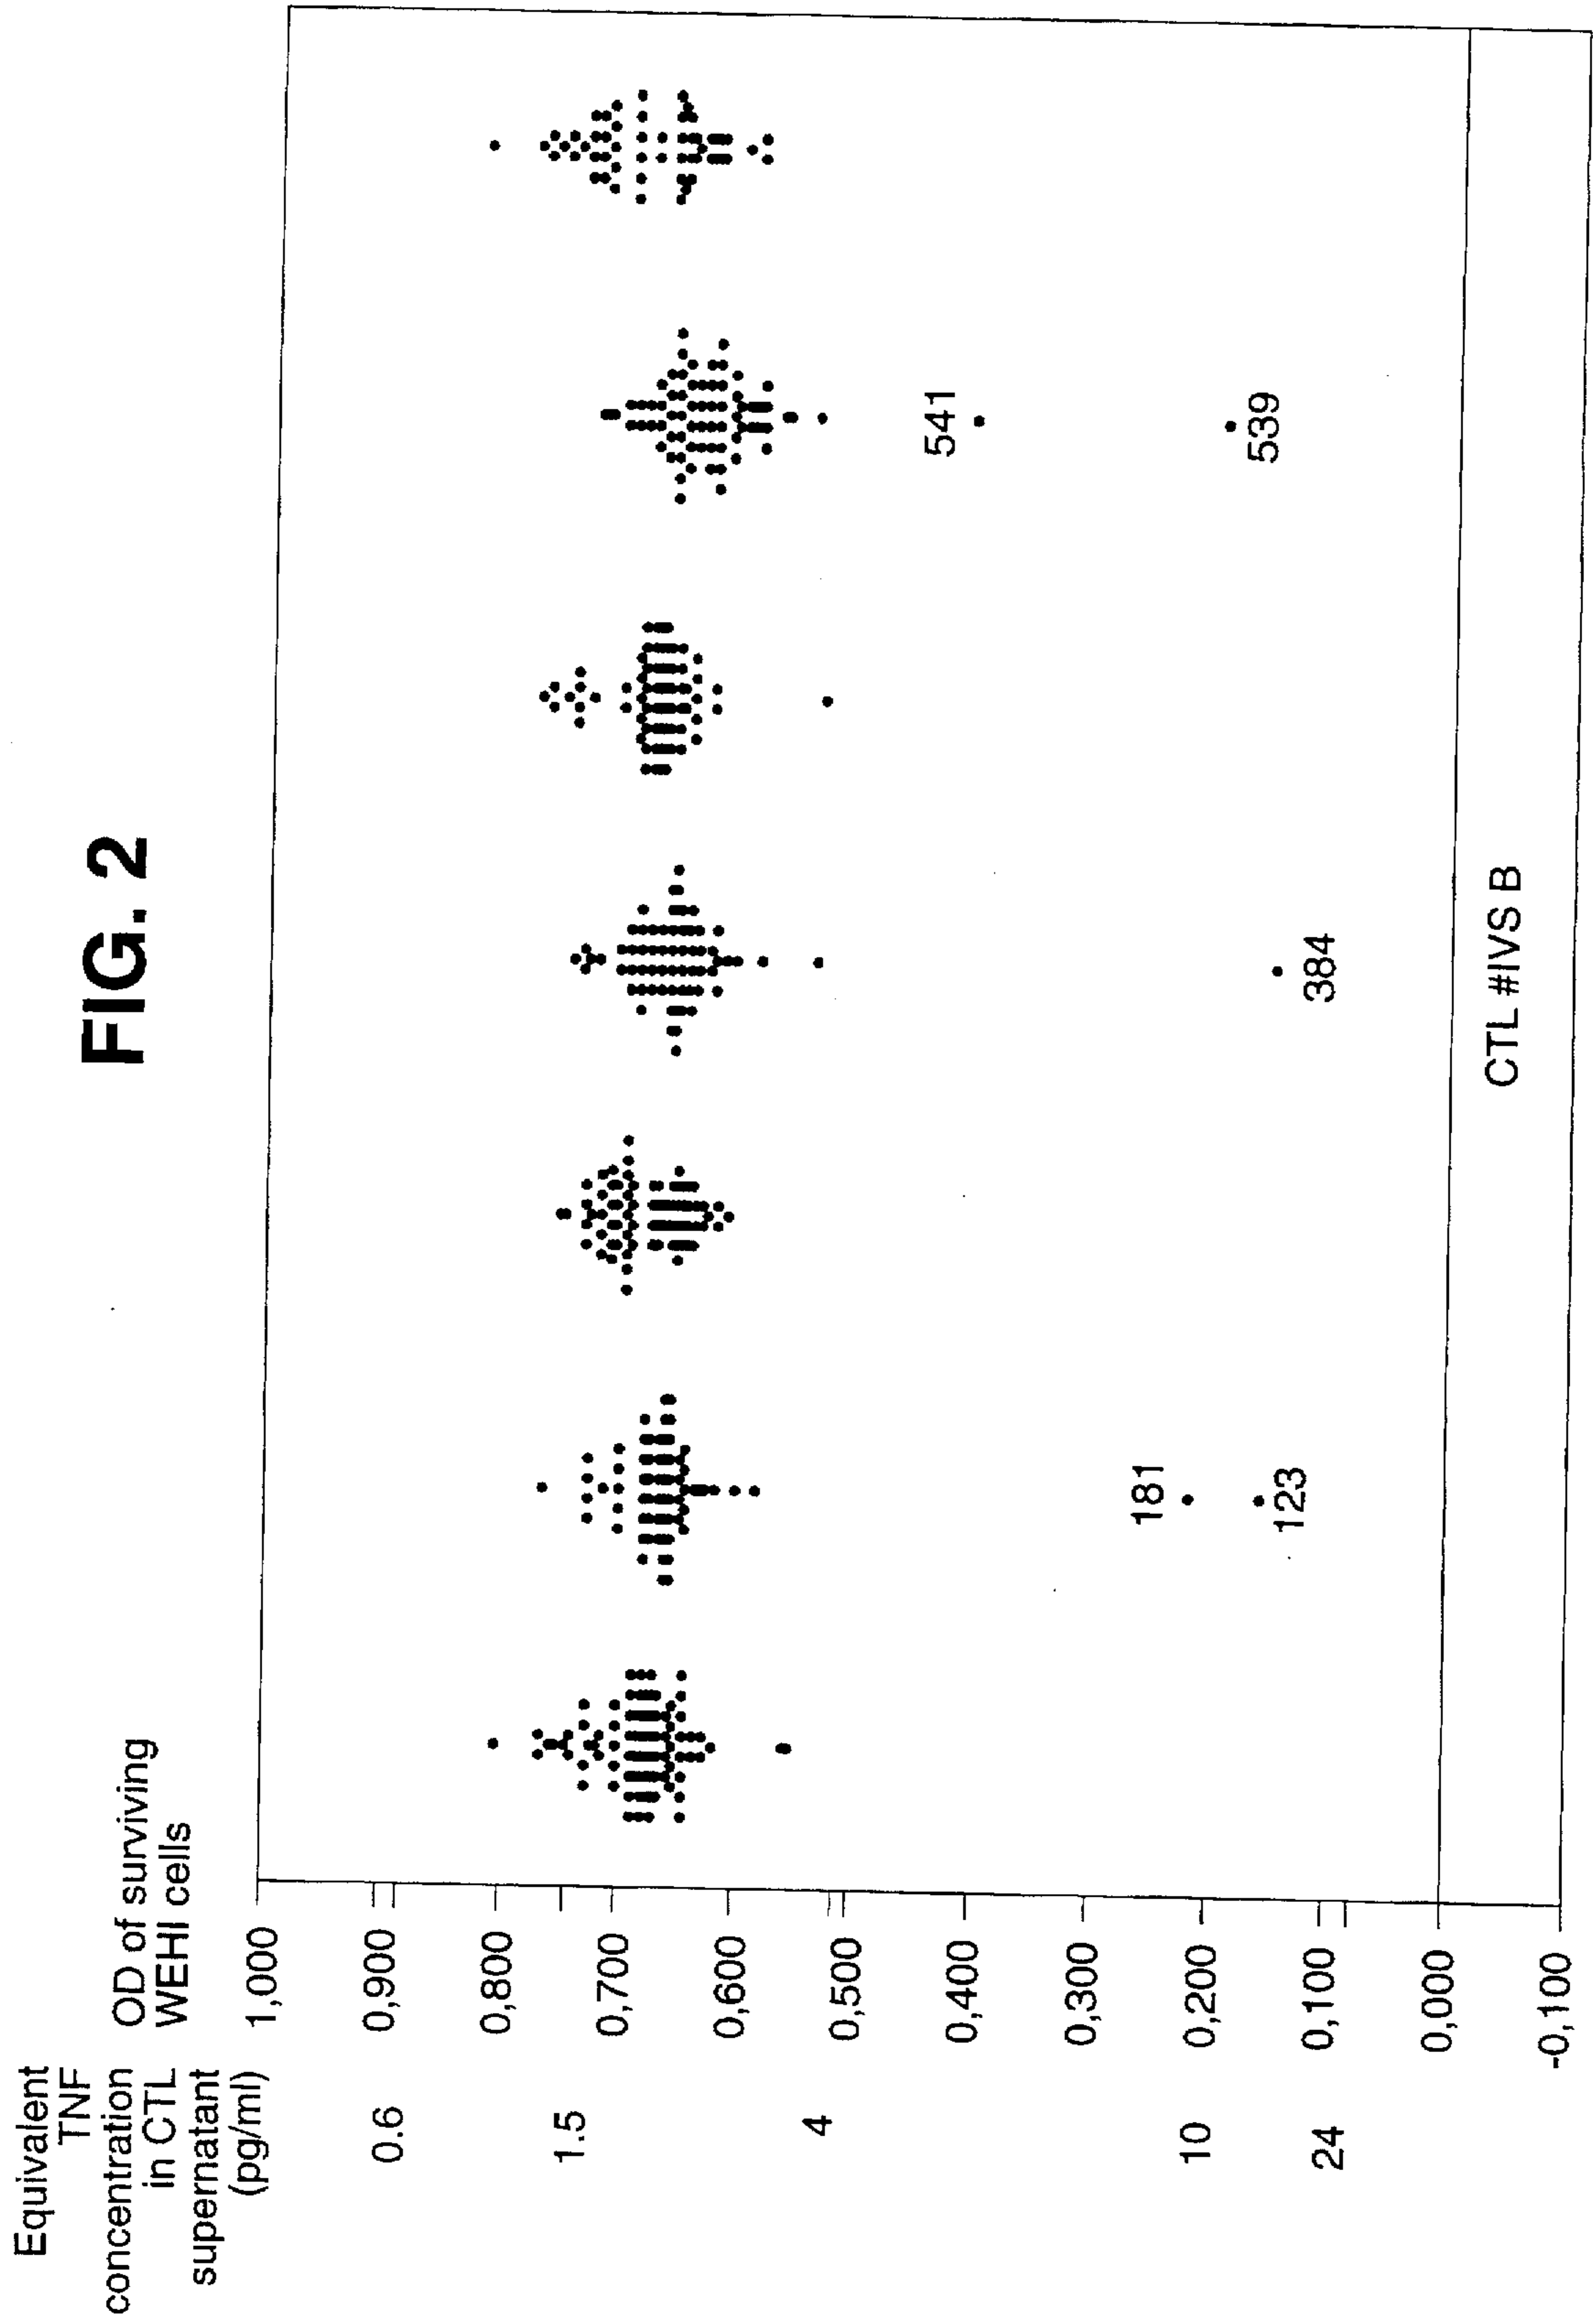 FIG. 2
Equivalent
TNF
concentration
in CTL
supernatant
(pg/ml)
OD of surviving
WEHI cells
1,000
0.6
0,900
0,800
1.5
0,700
0,600
4
0,500
0,400
0,300
10
0,200
24
0,100
0,000
-0,100
181
123
384
541
539
CTL #IVS B